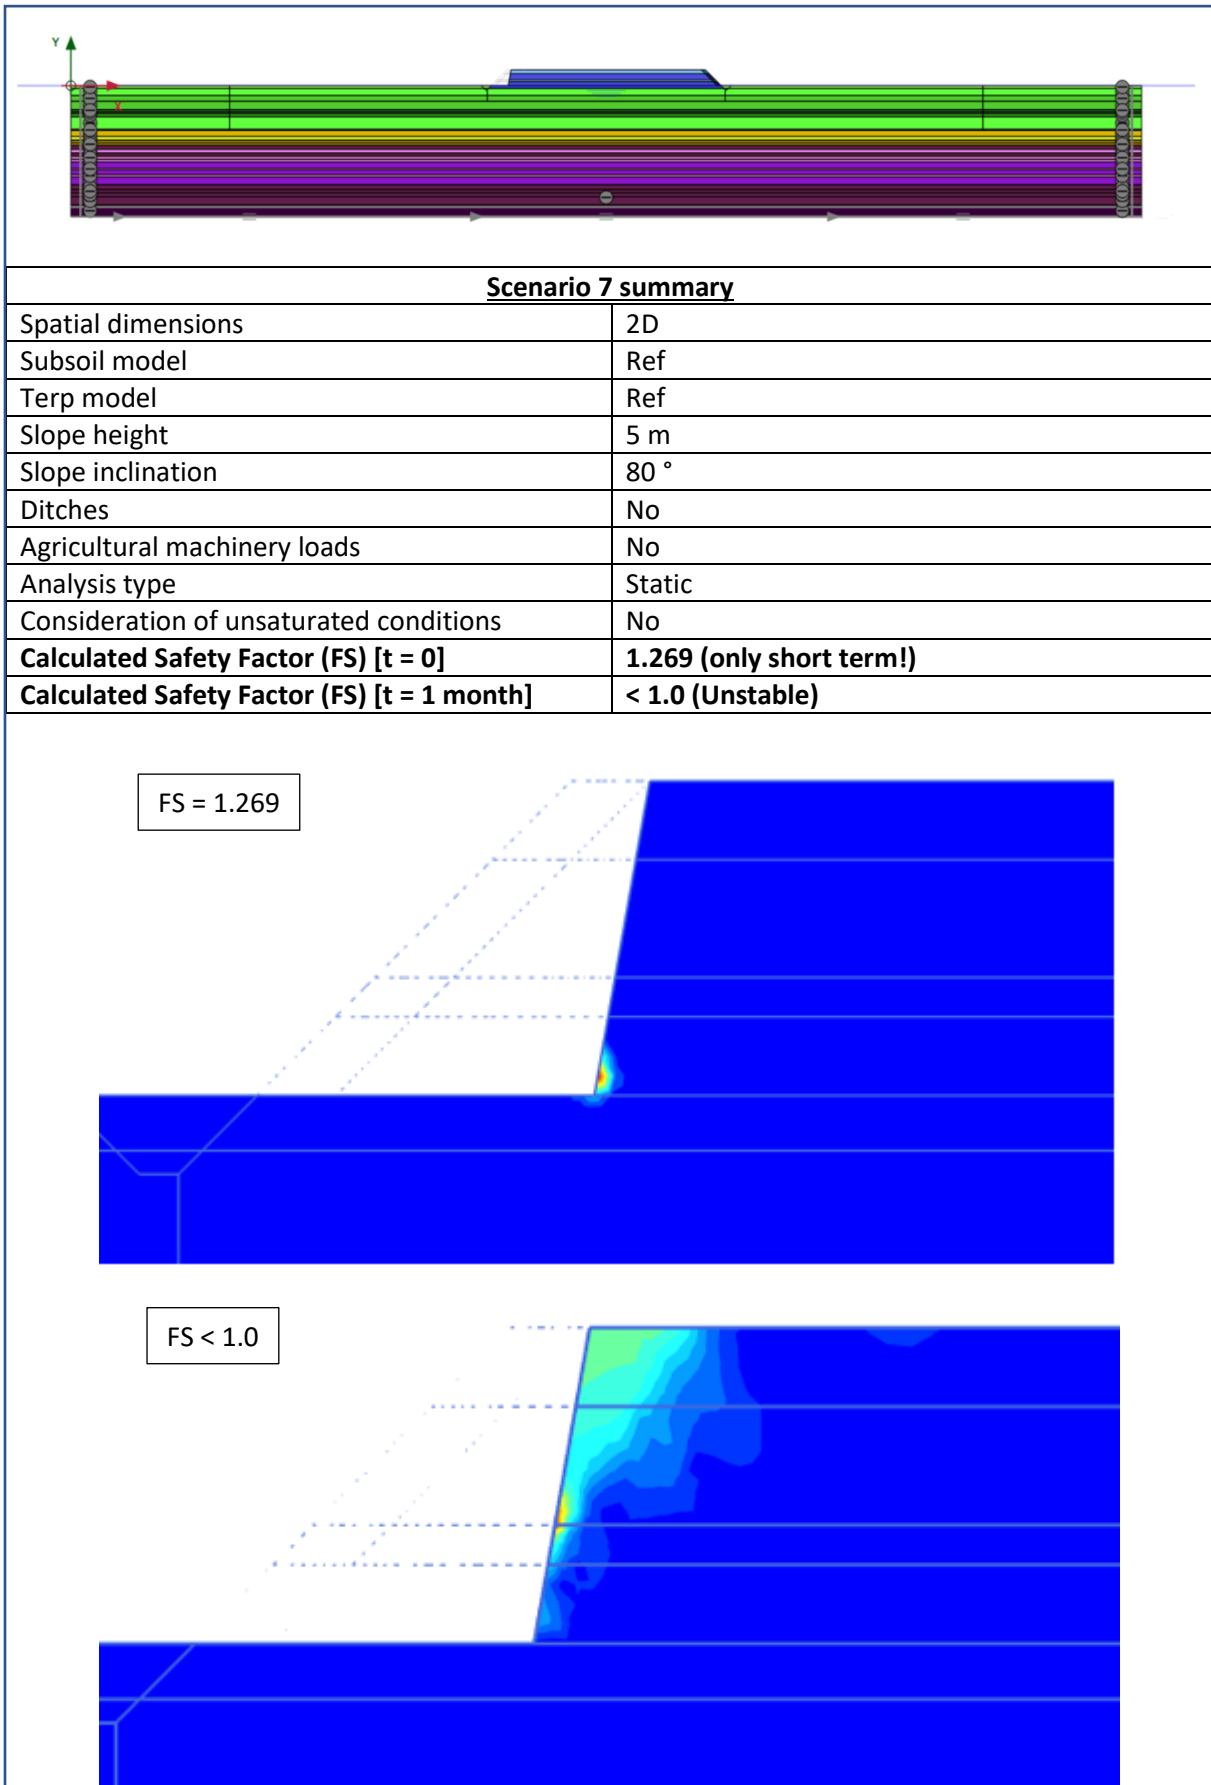 Y
X
Scenario 7 summary
Spatial dimensions 2D
Subsoil model Ref
Terp model Ref
Slope height 5 m
Slope inclination 80 °
Ditches No
Agricultural machinery loads No
Analysis type Static
Consideration of unsaturated conditions No
Calculated Safety Factor (FS) [t = 0] 1.269 (only short term!)
Calculated Safety Factor (FS) [t = 1 month] < 1.0 (Unstable)
FS = 1.269
FS < 1.0